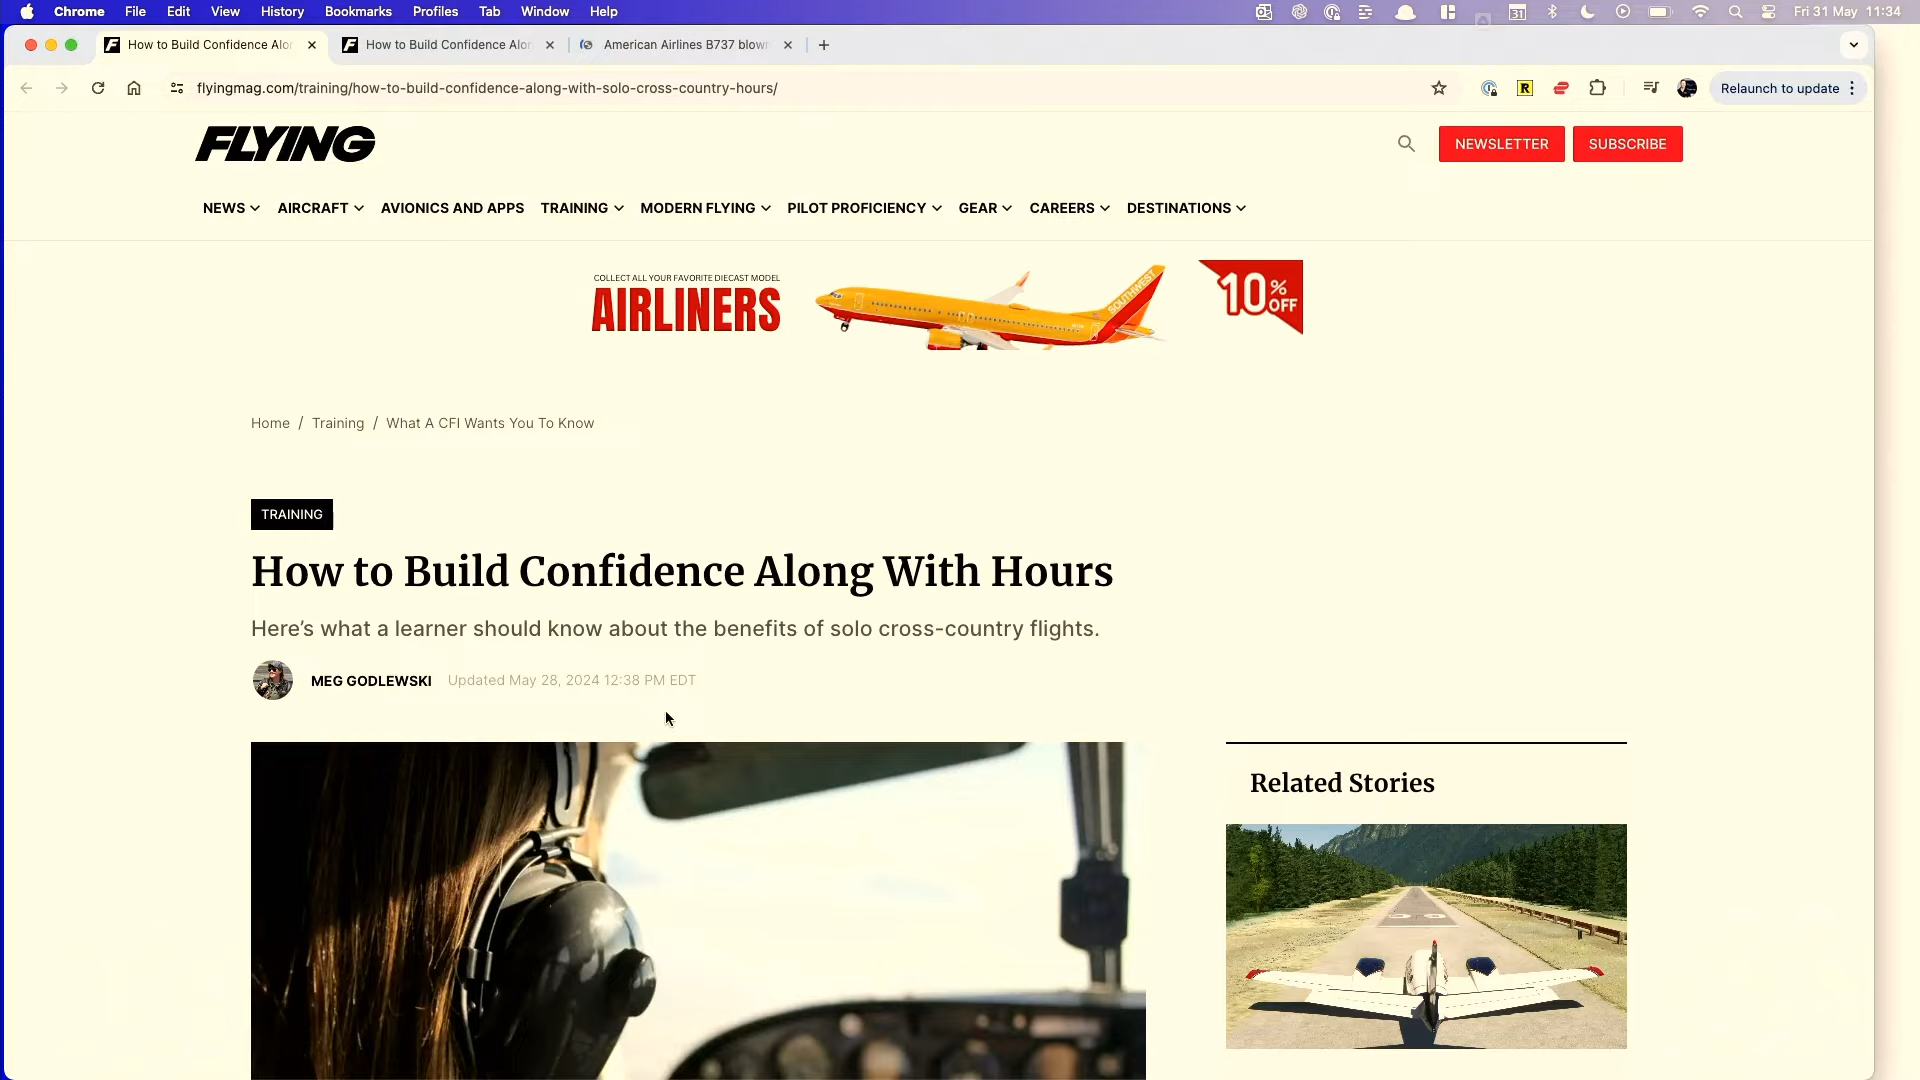 Chrome File Edit View History Bookmarks Profiles Tab Window Help
31
Fri 31 May 11:34
How to Build Confidence Alon
How to Build Confidence Alon
American Airlines B737 blown
flyingmag.com/training/how-to-build-confidence-along-with-solo-cross-country-hours/
R
Relaunch to update
FLYING
NEWSLETTER
SUBSCRIBE
NEWS AIRCRAFT AVIONICS AND APPS TRAINING MODERN FLYING PILOT PROFICIENCY GEAR CAREERS DESTINATIONS
COLLECT ALL YOUR FAVORITE DIECAST MODEL
AIRLINERS
SOUTHWEST
10% OFF
Home / Training / What A CFI Wants You To Know
TRAINING
How to Build Confidence Along With Hours
Here’s what a learner should know about the benefits of solo cross-country flights.
MEG GODLEWSKI Updated May 28, 2024 12:38 PM EDT
Related Stories